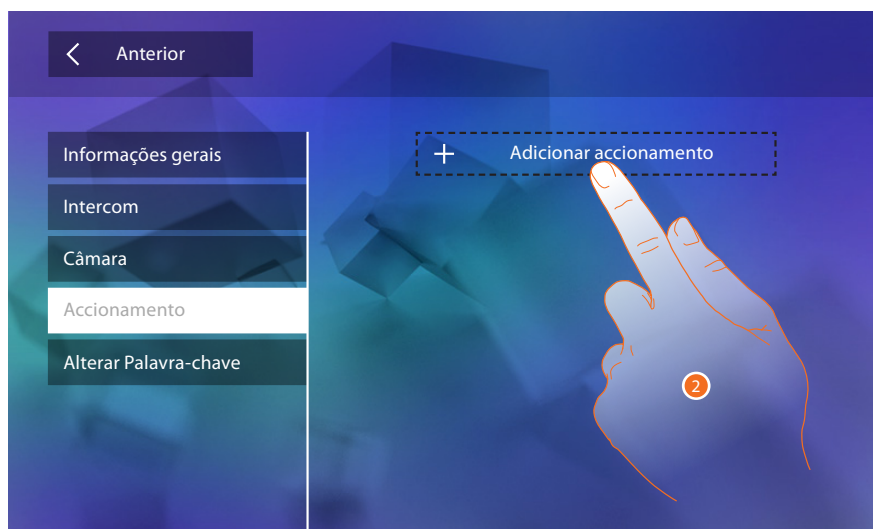 Anterior
Informações gerais
Intercom
Câmara
Accionamento
Alterar Palavra-chave
+ Adicionar accionamento
2